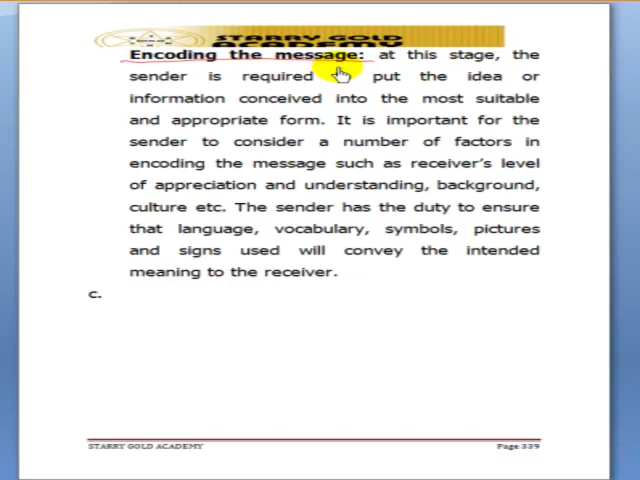 STARRY GOLD
ACADEMY
Encoding the message: at this stage, the
sender is required put the idea or
information conceived into the most suitable
and appropriate form. It is important for the
sender to consider a number of factors in
encoding the message such as receiver's level
of appreciation and understanding, background,
culture etc. The sender has the duty to ensure
that language, vocabulary, symbols, pictures
and signs used will convey the intended
meaning to the receiver.
c.
STARRY GOLD ACADEMY Page 339